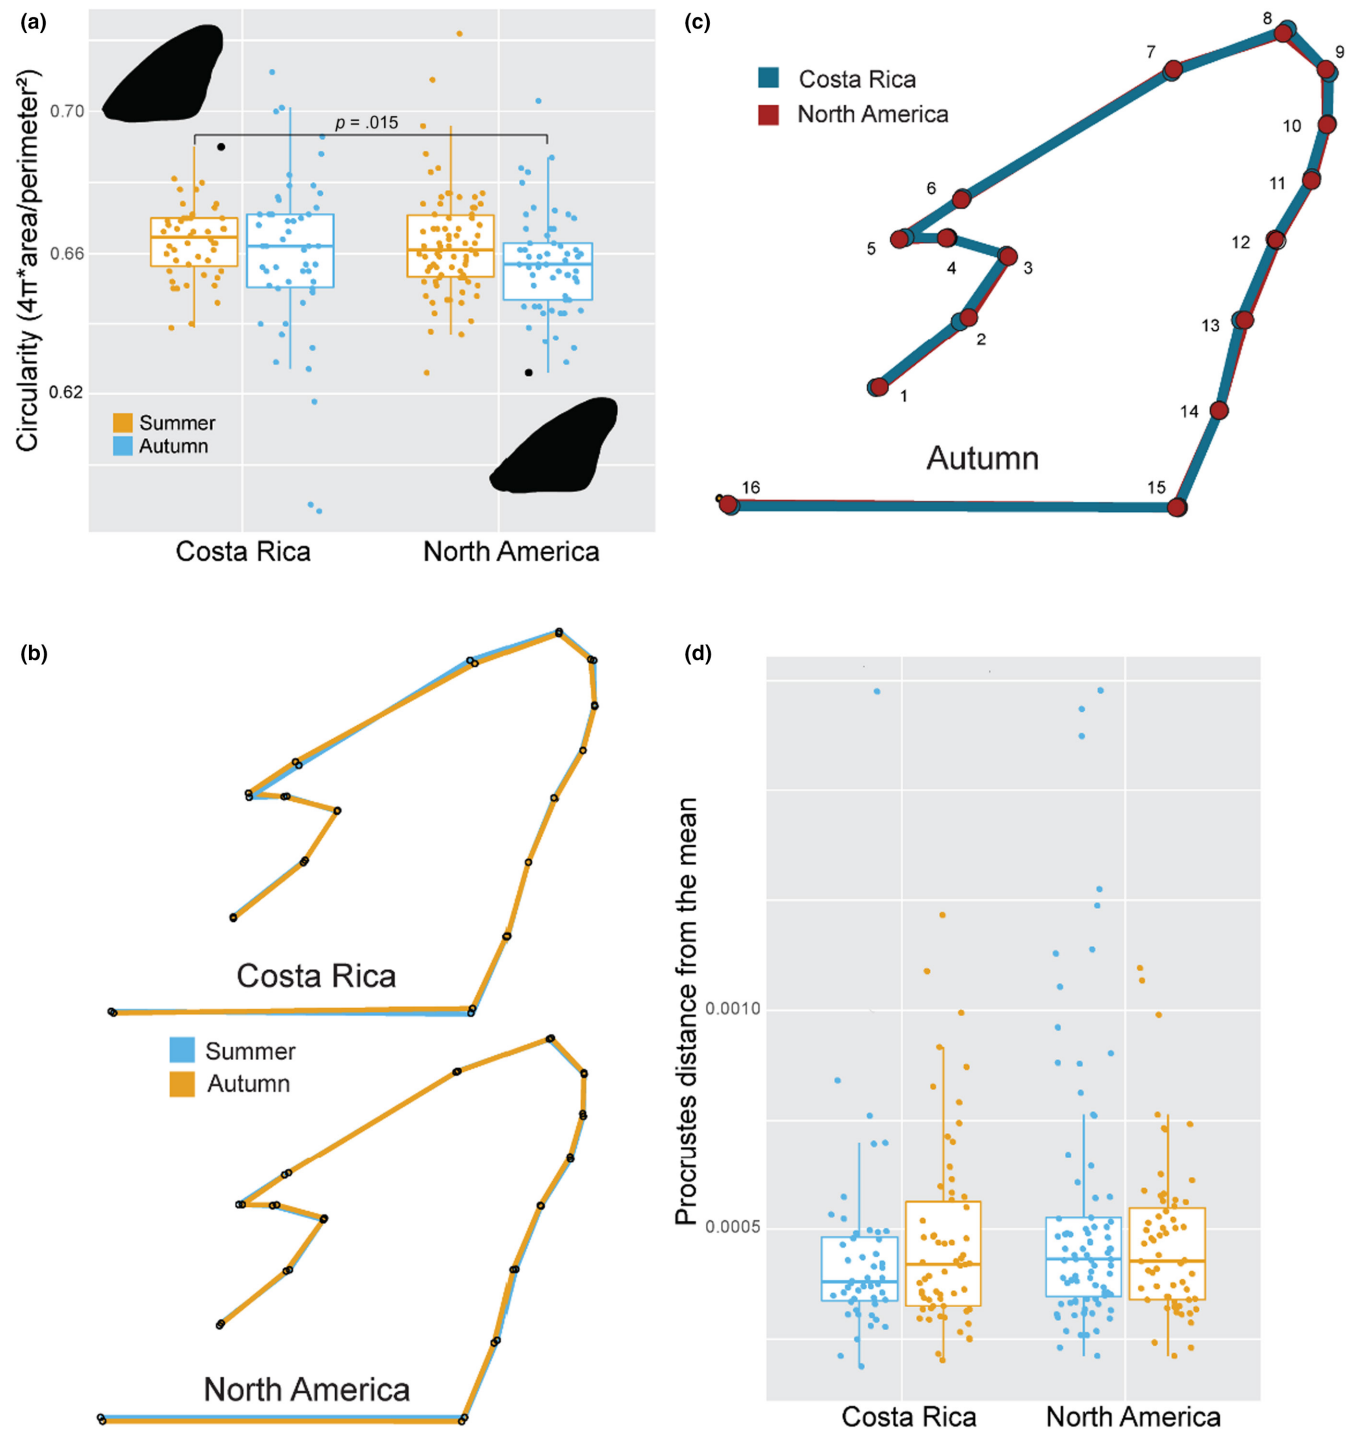 (a)
Circularity (4π*area/perimeter²)
0.70
0.66
0.62
p = .015
Summer
Autumn
Costa Rica
North America
(c)
Costa Rica
North America
8
7
9
10
6
11
5
4
3
12
2
13
1
14
Autumn
16
15
(b)
Costa Rica
Summer
Autumn
North America
(d)
Procrustes distance from the mean
0.0010
0.0005
Costa Rica
North America